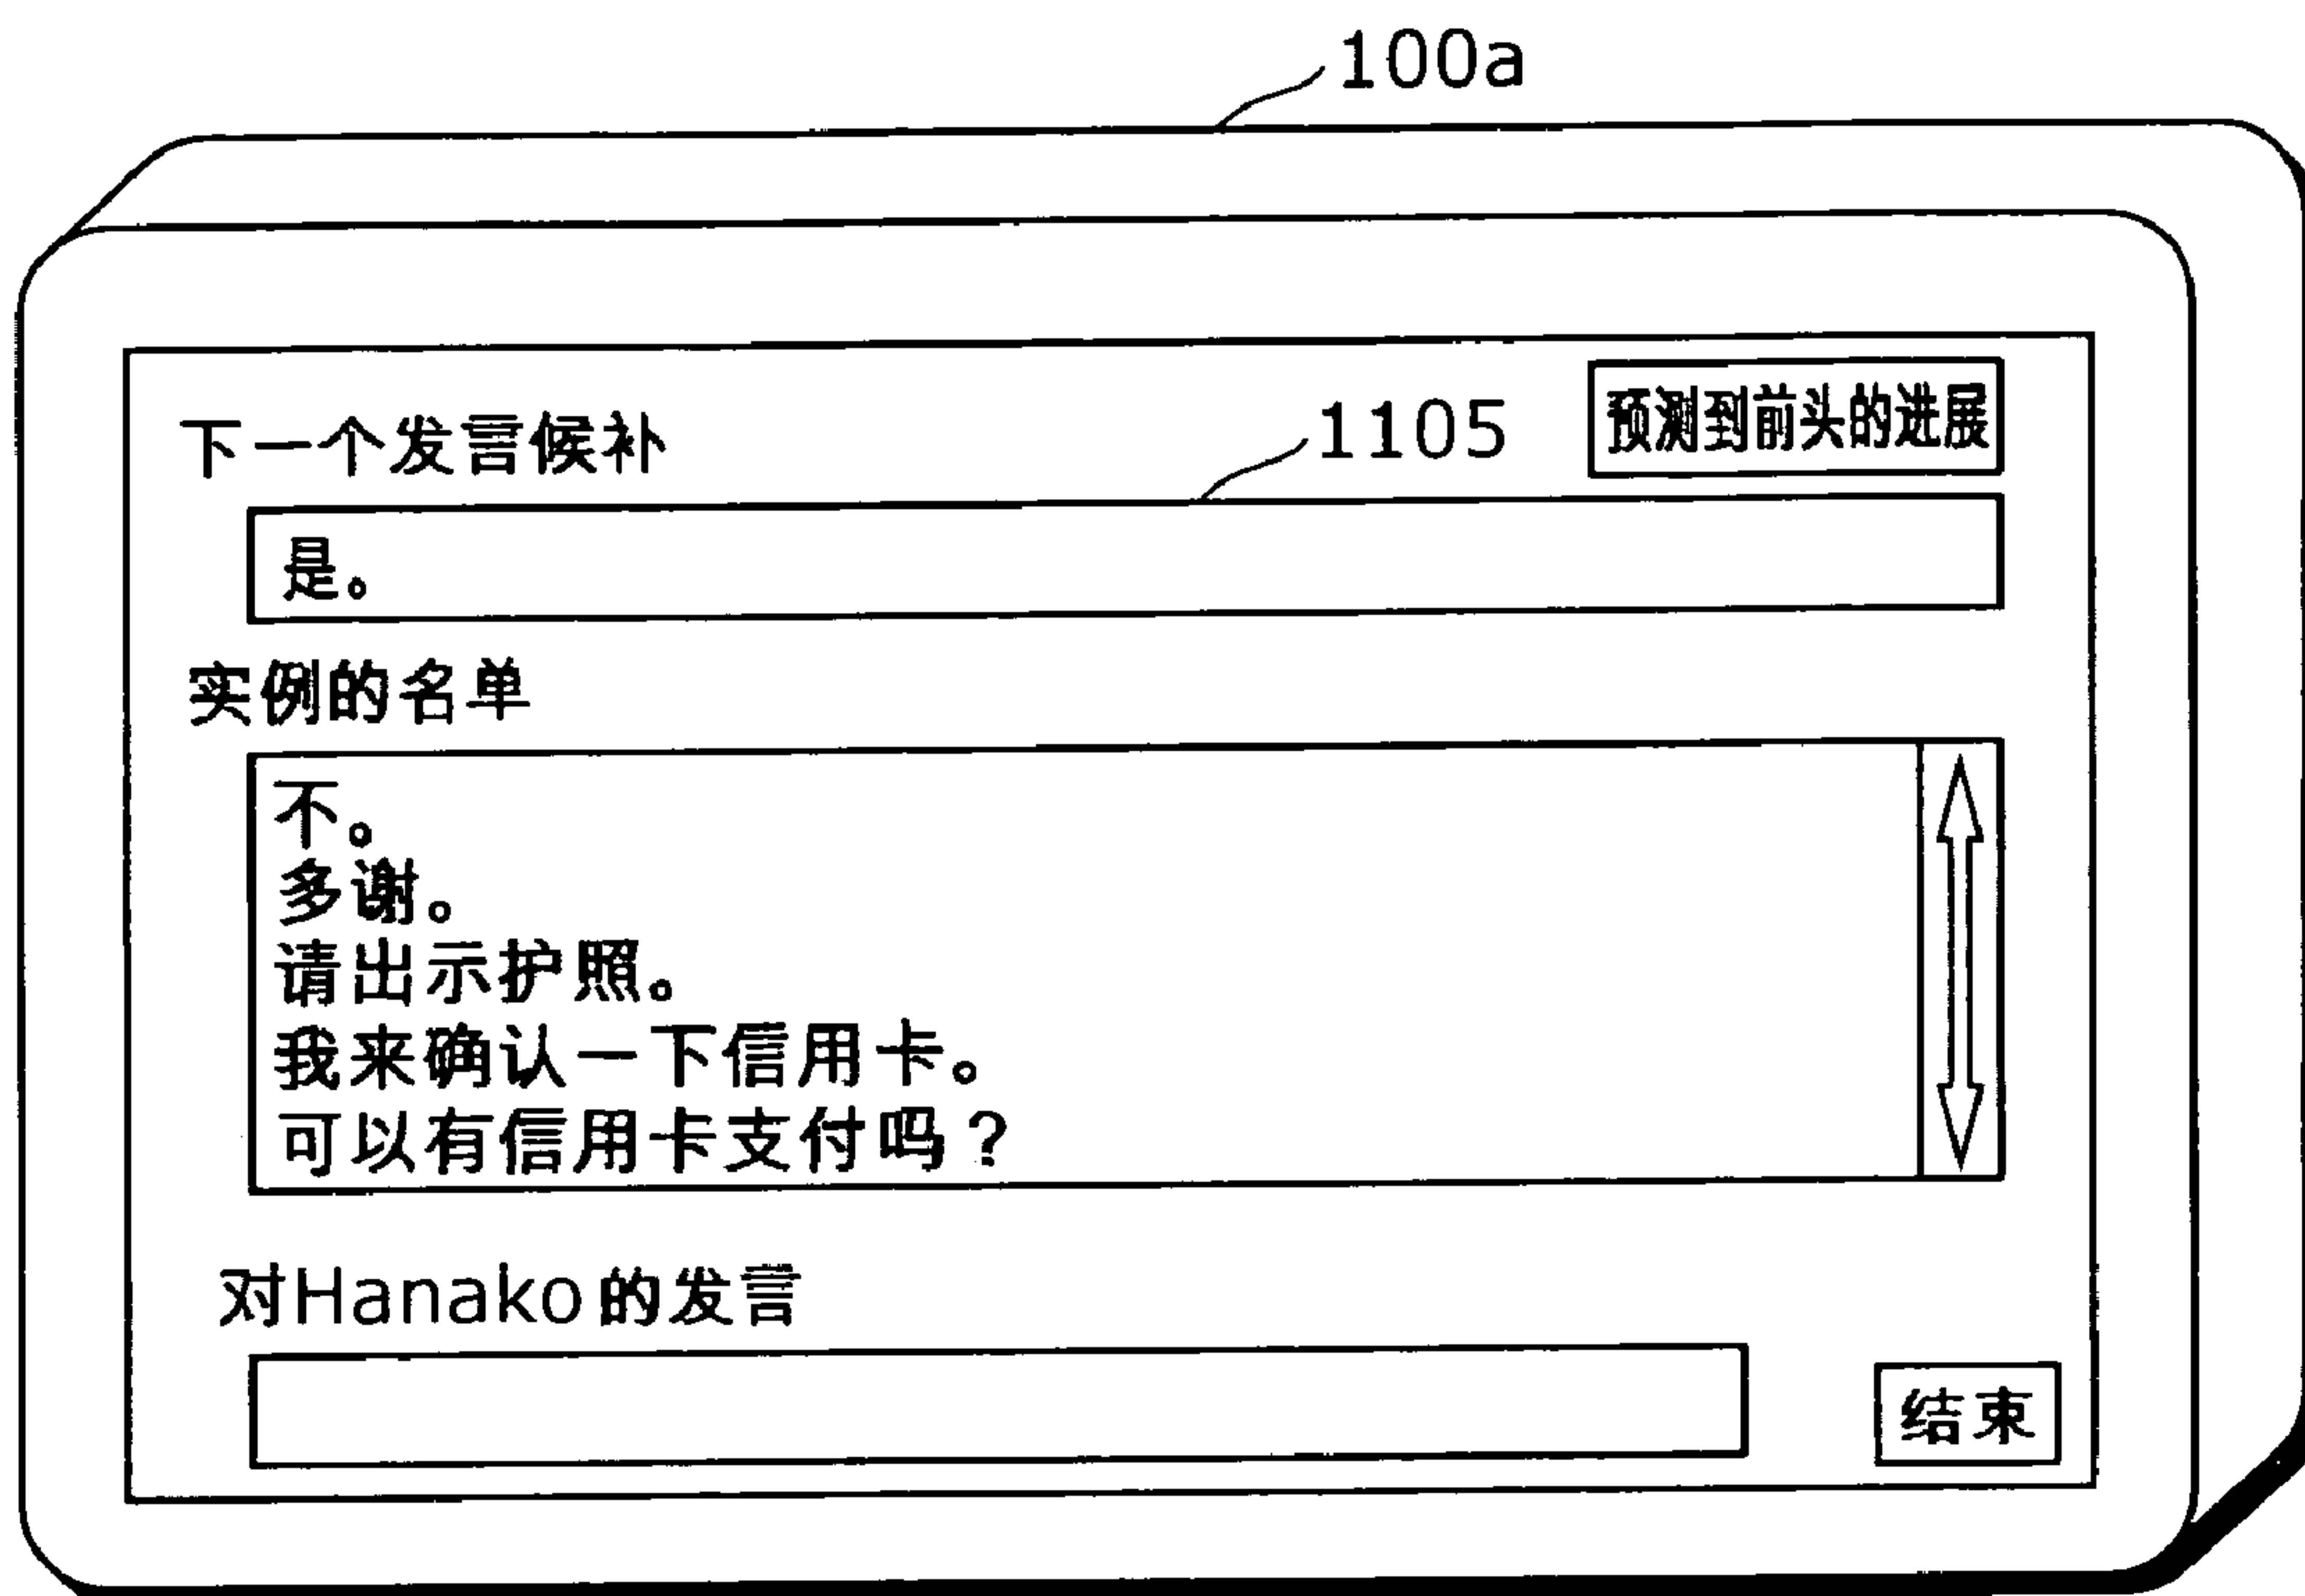 100a
下一个发言候补
1105
预测到前头的进展
是。
实例的名单
不。
多谢。
请出示护照。
我来确认一下信用卡。
可以有信用卡支付吗?
对Hanako的发言
结束